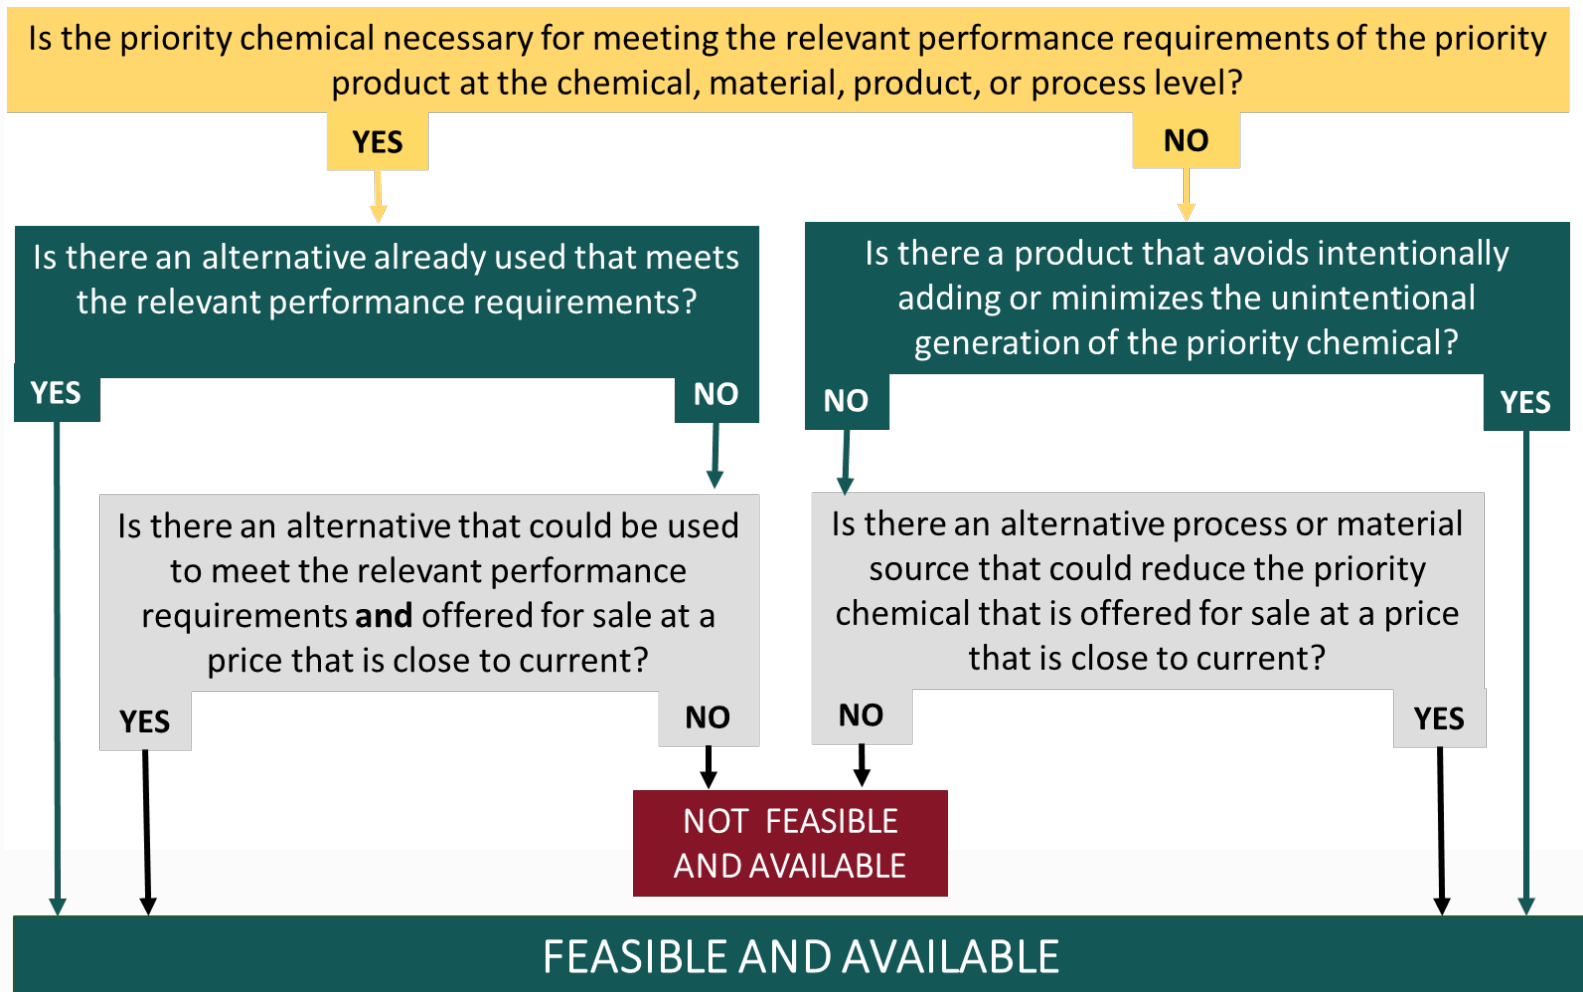 Is the priority chemical necessary for meeting the relevant performance requirements of the priority
product at the chemical, material, product, or process level?
YES
NO
Is there an alternative already used that meets
the relevant performance requirements?
YES
NO
Is there a product that avoids intentionally
adding or minimizes the unintentional
generation of the priority chemical?
NO
YES
Is there an alternative that could be used
to meet the relevant performance
requirements and offered for sale at a
price that is close to current?
YES
NO
Is there an alternative process or material
source that could reduce the priority
chemical that is offered for sale at a price
that is close to current?
NO
YES
NOT FEASIBLE
AND AVAILABLE
FEASIBLE AND AVAILABLE